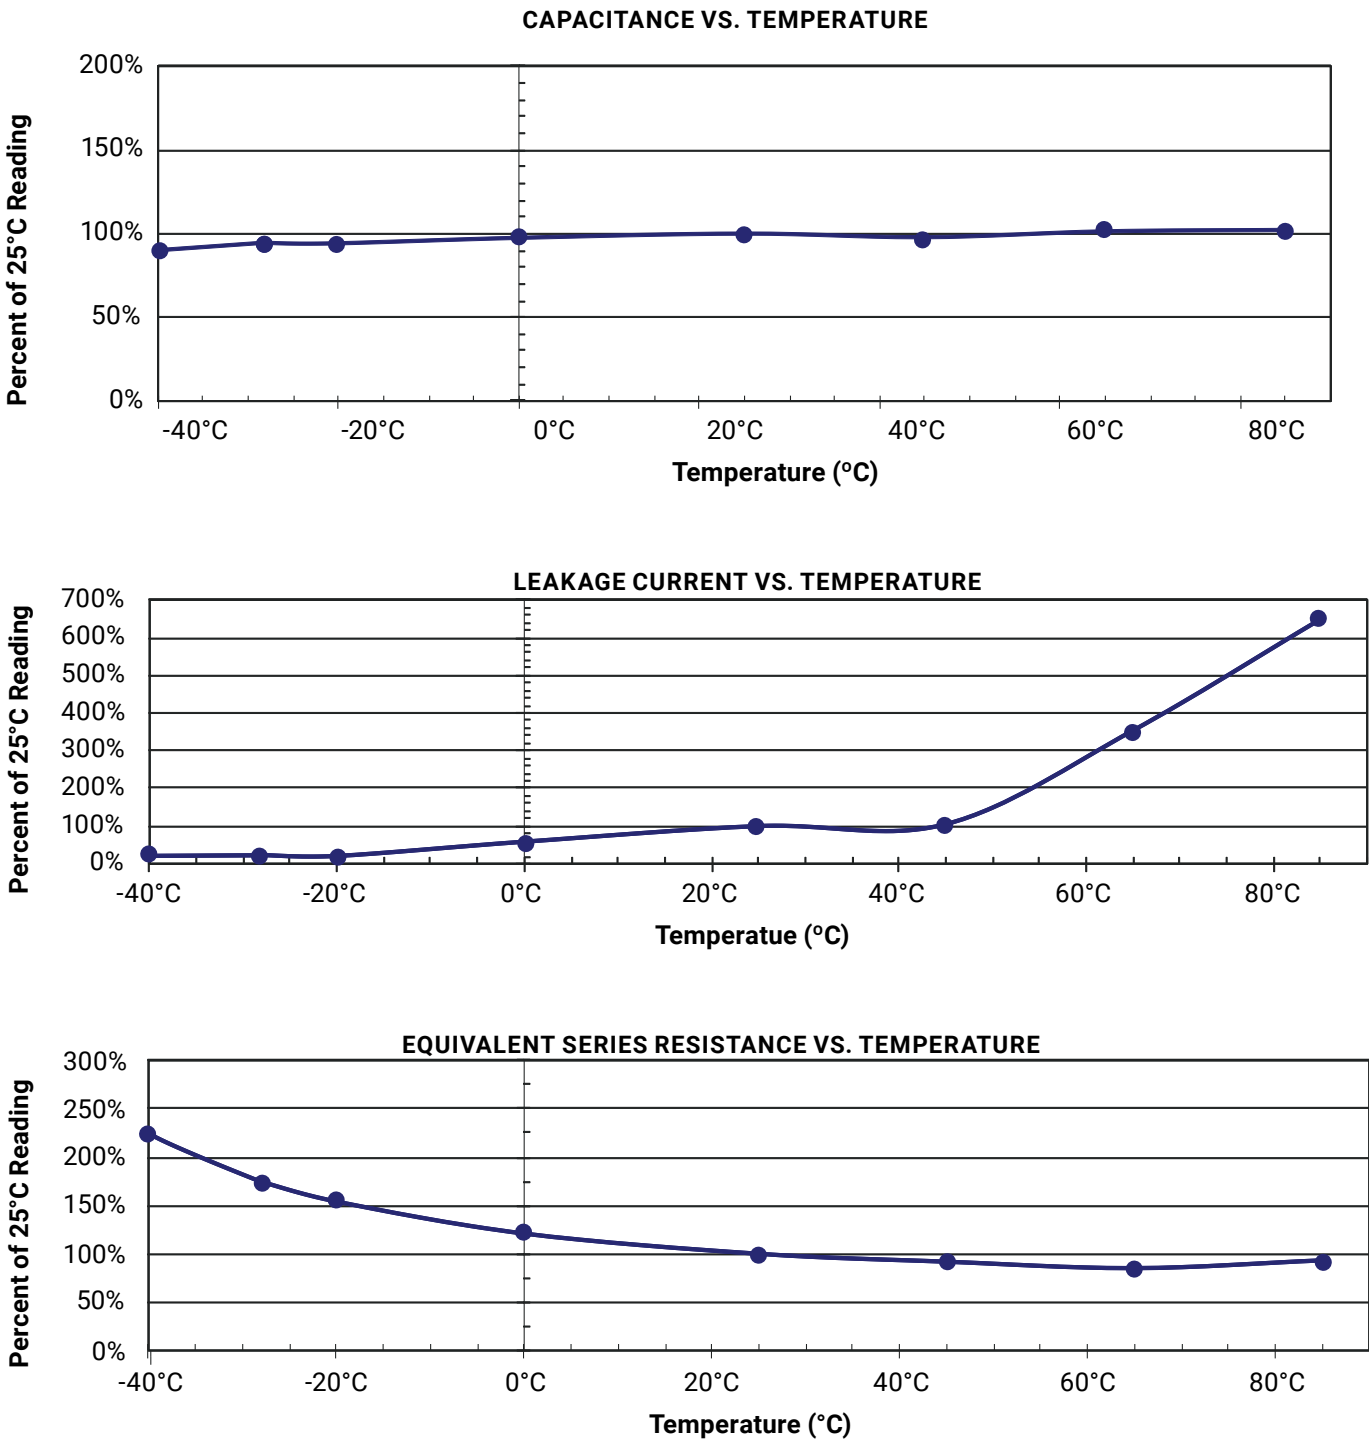 CAPACITANCE VS. TEMPERATURE
Percent of 25°C Reading
200%
150%
100%
50%
0%
-40°C -20°C 0°C 20°C 40°C 60°C 80°C
Temperature (ºC)
LEAKAGE CURRENT VS. TEMPERATURE
Percent of 25°C Reading
700%
600%
500%
400%
300%
200%
100%
0%
-40°C -20°C 0°C 20°C 40°C 60°C 80°C
Temperatue (ºC)
EQUIVALENT SERIES RESISTANCE VS. TEMPERATURE
Percent of 25°C Reading
300%
250%
200%
150%
100%
50%
0%
-40°C -20°C 0°C 20°C 40°C 60°C 80°C
Temperature (°C)